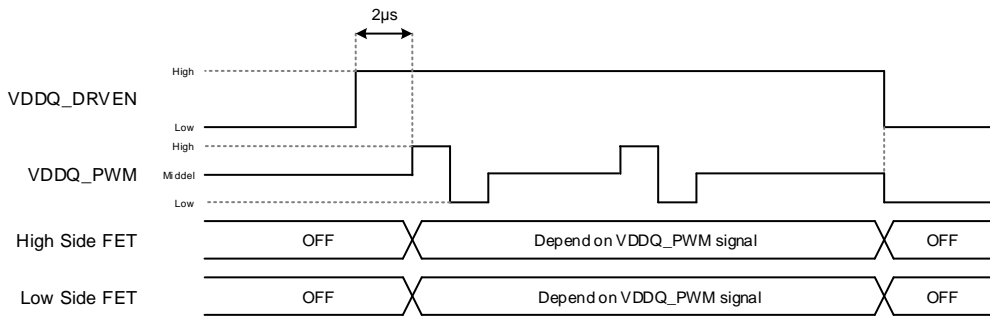 2μs
High
VDDQ_DRVEN
Low
High
VDDQ_PWM
Middel
Low
High Side FET
OFF
Depend on VDDQ_PWM signal
OFF
Low Side FET
OFF
Depend on VDDQ_PWM signal
OFF